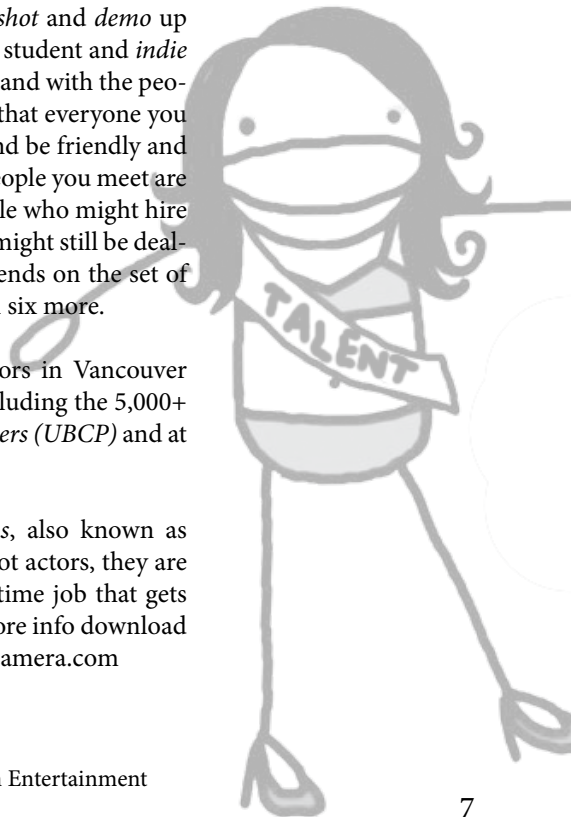 shot and demo up
student and indie
and with the peo-
that everyone you
nd be friendly and
eople you meet are
le who might hire
might still be deal-
ends on the set of
six more.
TALENT
ors in Vancouver
luding the 5,000+
ers (UBCP) and at
s, also known as
ot actors, they are
time job that gets
ore info download
amera.com
Entertainment
7